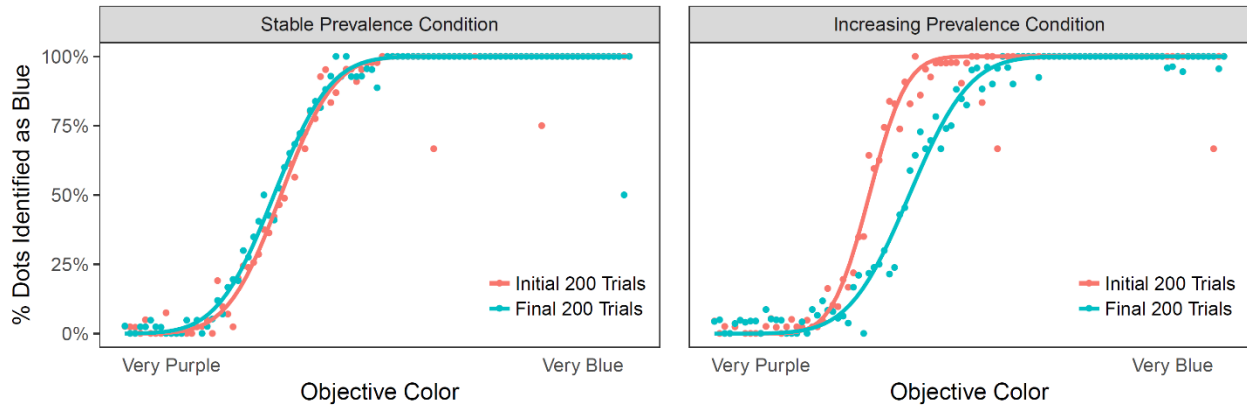 Stable Prevalence Condition
Increasing Prevalence Condition
% Dots Identified as Blue
100%
75%
50%
25%
0%
Initial 200 Trials
Final 200 Trials
Initial 200 Trials
Final 200 Trials
Very Purple
Very Blue
Very Purple
Very Blue
Objective Color
Objective Color